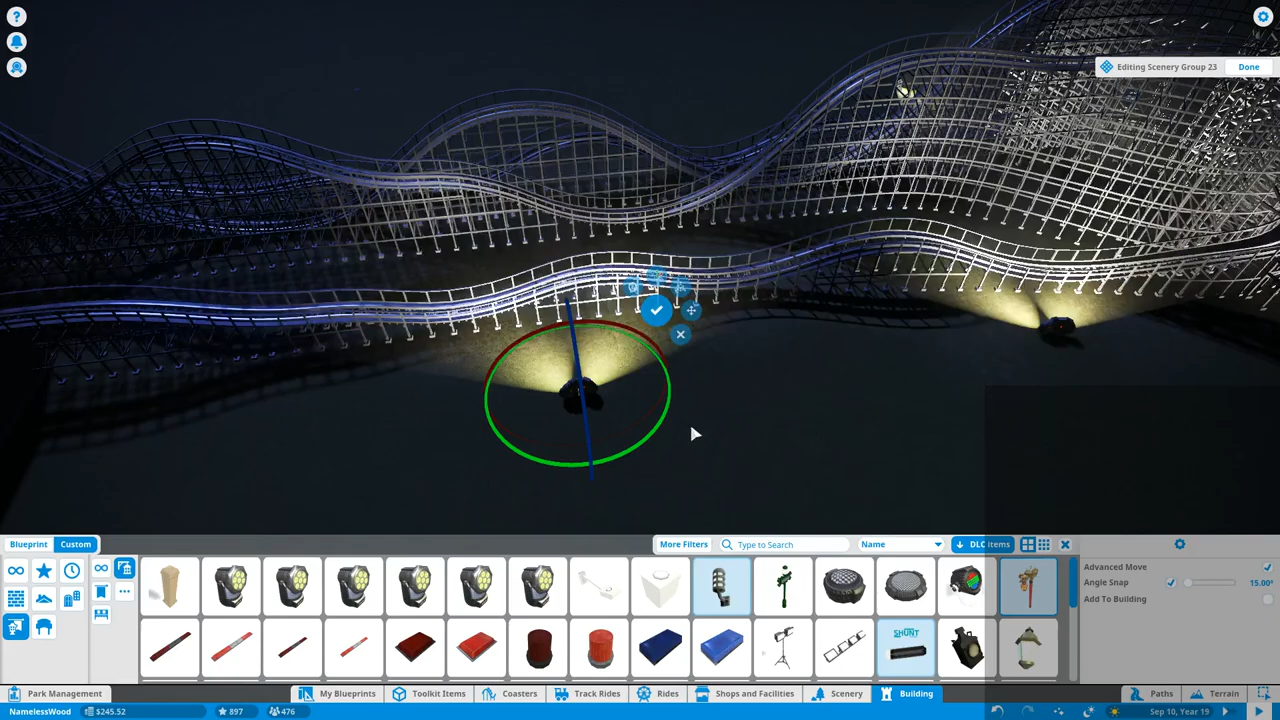 ?
Editing Scenery Group 23
Done
Blueprint
Custom
More Filters
Type to Search
Name
DLC items
Advanced Move
Angle Snap
15.00°
Add To Building
SHUNT
Park Management
My Blueprints
Toolkit Items
Coasters
Track Rides
Rides
Shops and Facilities
Scenery
Building
Paths
Terrain
NamelessWood
$245.52
897
476
Sep 10, Year 19